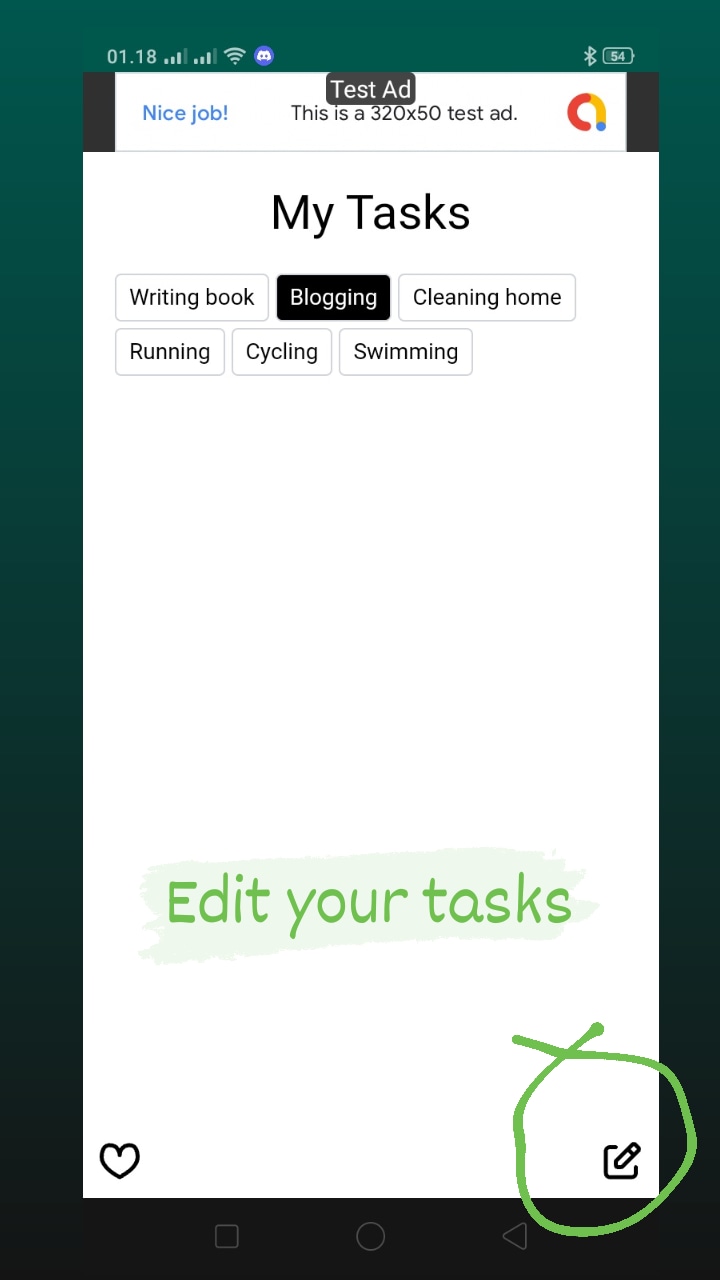 01.18 54
Test Ad
Nice job! This is a 320x50 test ad.
My Tasks
Writing book Blogging Cleaning home
Running Cycling Swimming
Edit your tasks